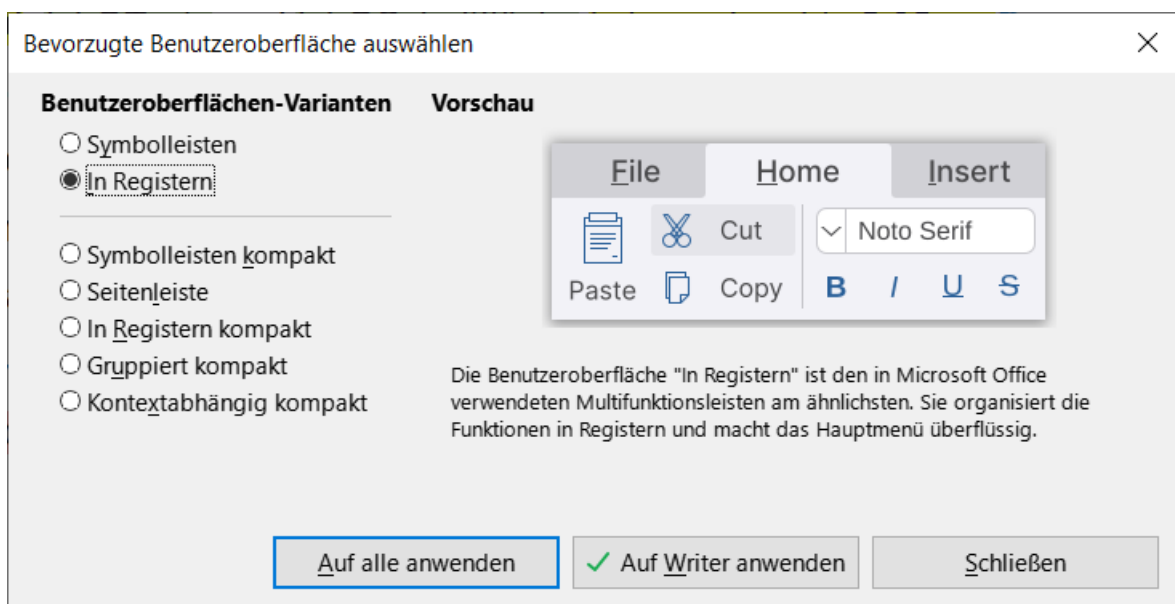 Bevorzugte Benutzeroberfläche auswählen
Benutzeroberflächen-Varianten
Symbolleisten
In Registern
Symbolleisten kompakt
Seitenleiste
In Registern kompakt
Gruppiert kompakt
Kontextabhängig kompakt
Vorschau
File Home Insert
Cut Noto Serif
Paste Copy B I U S
Die Benutzeroberfläche "In Registern" ist den in Microsoft Office
verwendeten Multifunktionsleisten am ähnlichsten. Sie organisiert die
Funktionen in Registern und macht das Hauptmenü überflüssig.
Auf alle anwenden Auf Writer anwenden Schließen